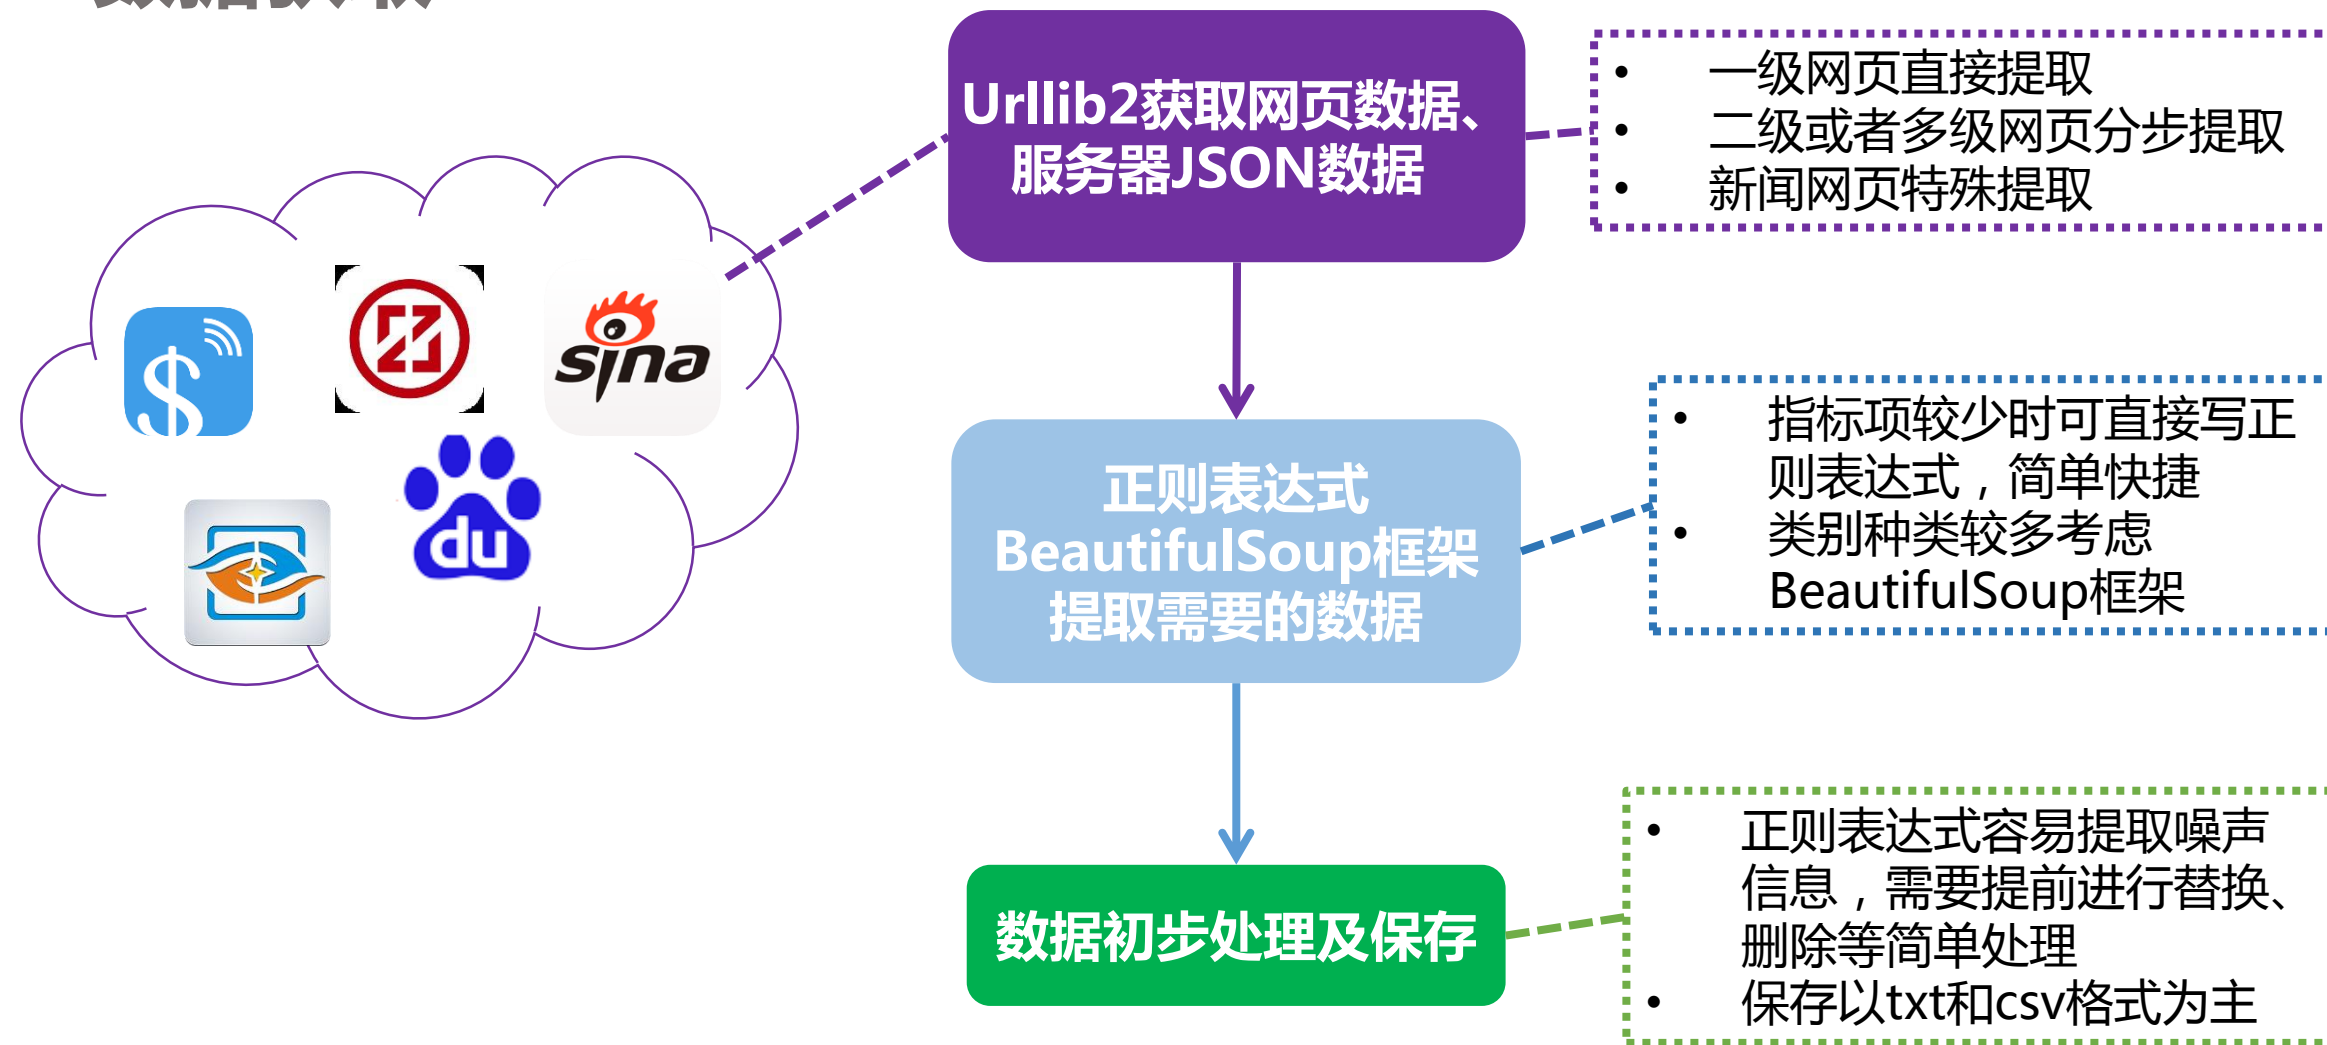 Urllib2获取网页数据、
服务器JSON数据
• 一级网页直接提取
• 二级或者多级网页分步提取
• 新闻网页特殊提取
$
sina
du
正则表达式
BeautifulSoup框架
提取需要的数据
• 指标项较少时可直接写正
则表达式，简单快捷
• 类别种类较多考虑
BeautifulSoup框架
数据初步处理及保存
• 正则表达式容易提取噪声
信息，需要提前进行替换、
删除等简单处理
• 保存以txt和csv格式为主